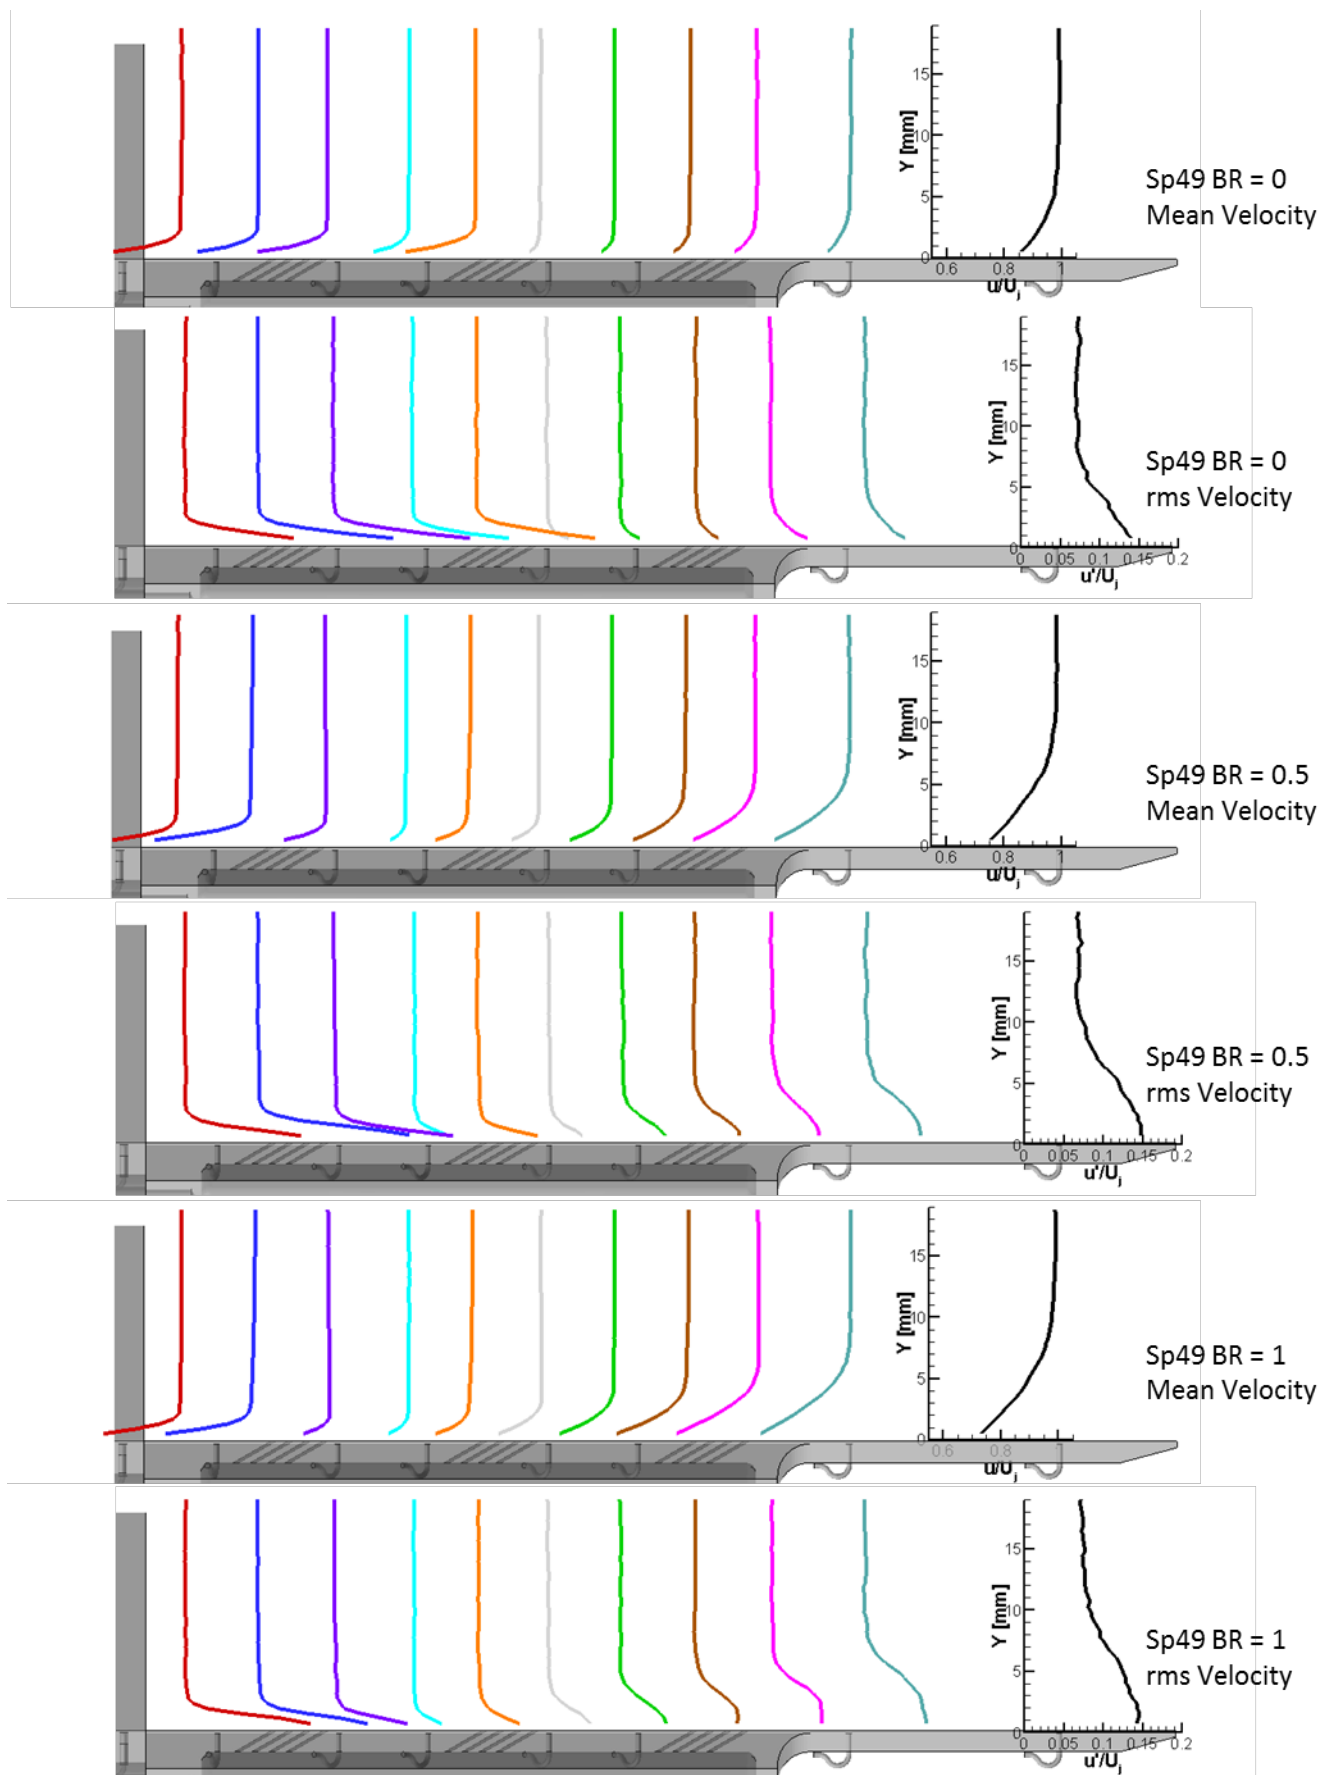 15
Y [mm]
10
5
0
0.6 0.8 1
u/Uj
Sp49 BR = 0
Mean Velocity
15
Y [mm]
10
5
0
0 0.05 0.1 0.15 0.2
u'/Uj
Sp49 BR = 0
rms Velocity
15
Y [mm]
10
5
0
0.6 0.8 1
u/Uj
Sp49 BR = 0.5
Mean Velocity
15
Y [mm]
10
5
0
0 0.05 0.1 0.15 0.2
u'/Uj
Sp49 BR = 0.5
rms Velocity
15
Y [mm]
10
5
0
0.6 0.8 1
u/Uj
Sp49 BR = 1
Mean Velocity
15
Y [mm]
10
5
0
0 0.05 0.1 0.15 0.2
u'/Uj
Sp49 BR = 1
rms Velocity